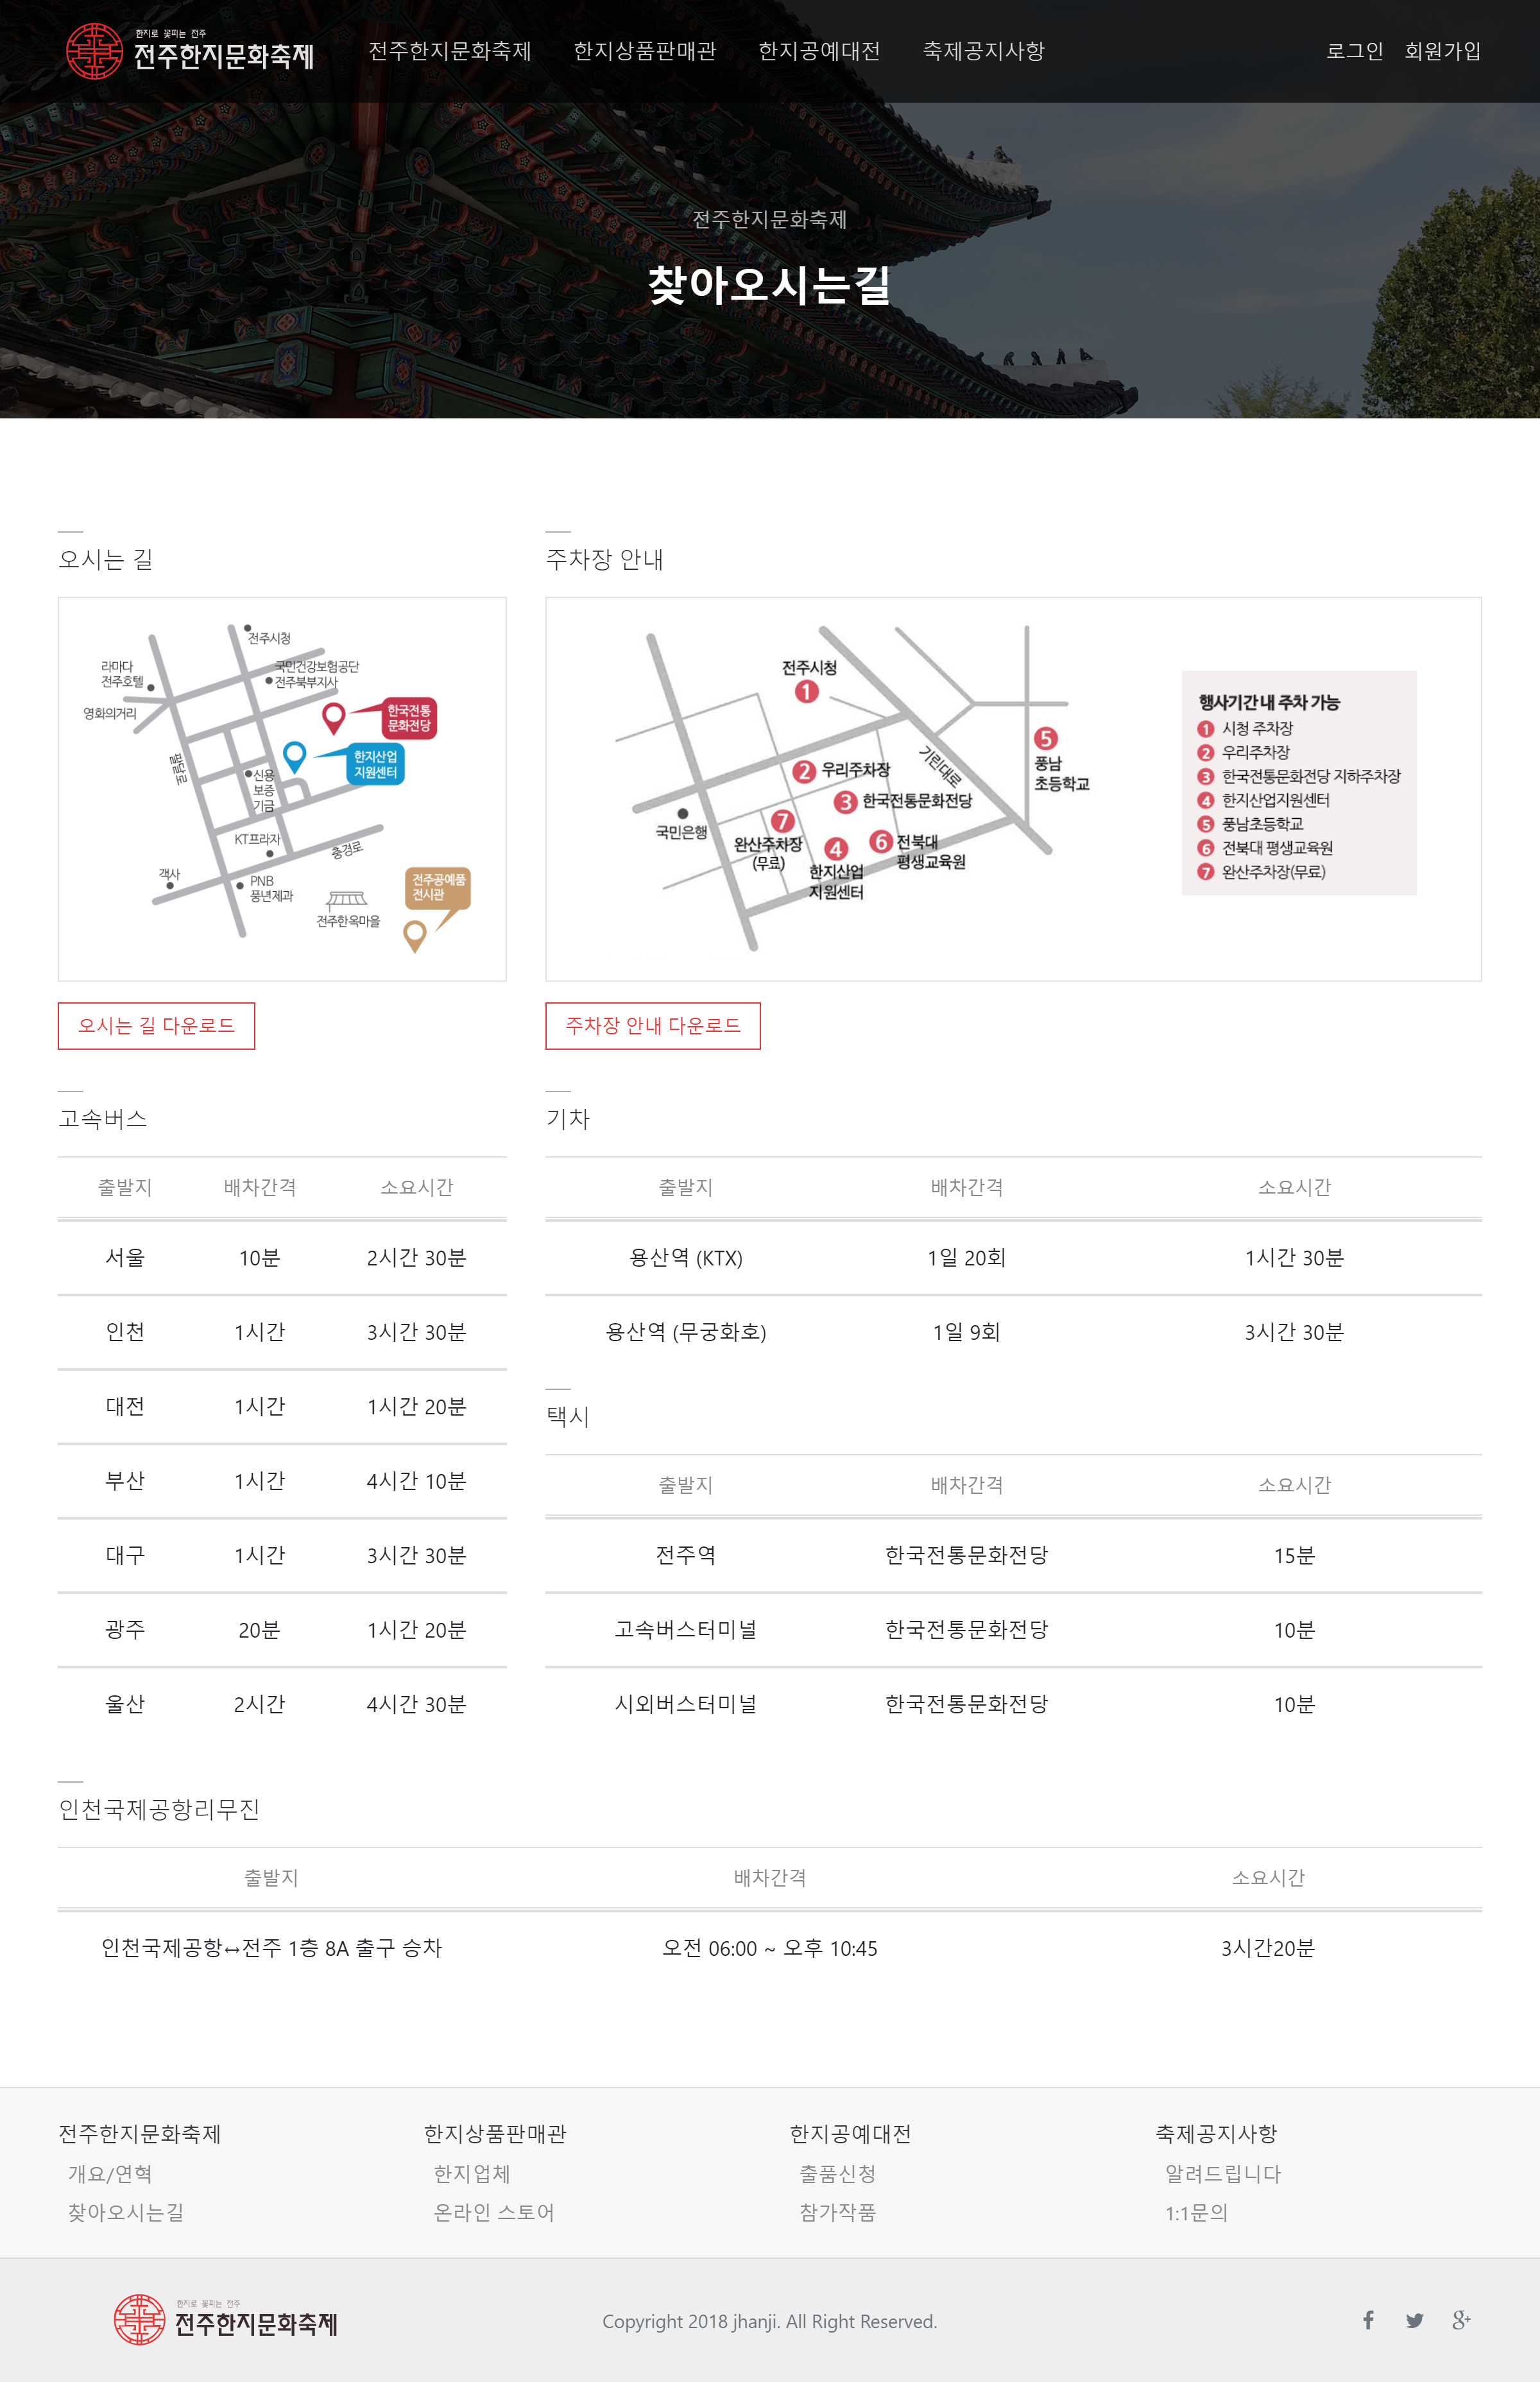 한지로 꽃피는 전주
전주한지문화축제
전주한지문화축제 한지상품판매관 한지공예대전 축제공지사항
로그인 회원가입
전주한지문화축제
찾아오시는길
오시는 길
전주시청
라마다
전주호텔
국민건강보험공단
전주북부지사
영화의거리
한국전통
문화전당
한지산업
지원센터
팔달로
신용
보증
기금
KT프라자
충경로
객사
PNB
풍년제과
전주한옥마을
전주공예품
전시관
오시는 길 다운로드
주차장 안내
전주시청
1
5
풍남
초등학교
기린대로
2 우리주차장
3 한국전통문화전당
국민은행
7
완산주차장
(무료)
4
한지산업
지원센터
6 전북대
평생교육원
행사기간 내 주차 가능
1 시청 주차장
2 우리주차장
3 한국전통문화전당 지하주차장
4 한지산업지원센터
5 풍남초등학교
6 전북대 평생교육원
7 완산주차장(무료)
주차장 안내 다운로드
고속버스
출발지 배차간격 소요시간
서울 10분 2시간 30분
인천 1시간 3시간 30분
대전 1시간 1시간 20분
부산 1시간 4시간 10분
대구 1시간 3시간 30분
광주 20분 1시간 20분
울산 2시간 4시간 30분
기차
출발지 배차간격 소요시간
용산역 (KTX) 1일 20회 1시간 30분
용산역 (무궁화호) 1일 9회 3시간 30분
택시
출발지 배차간격 소요시간
전주역 한국전통문화전당 15분
고속버스터미널 한국전통문화전당 10분
시외버스터미널 한국전통문화전당 10분
인천국제공항리무진
출발지 배차간격 소요시간
인천국제공항↔전주 1층 8A 출구 승차 오전 06:00 ~ 오후 10:45 3시간20분
전주한지문화축제
개요/연혁
찾아오시는길
한지상품판매관
한지업체
온라인 스토어
한지공예대전
출품신청
참가작품
축제공지사항
알려드립니다
1:1문의
한지로 꽃피는 전주
전주한지문화축제
Copyright 2018 jhanji. All Right Reserved.